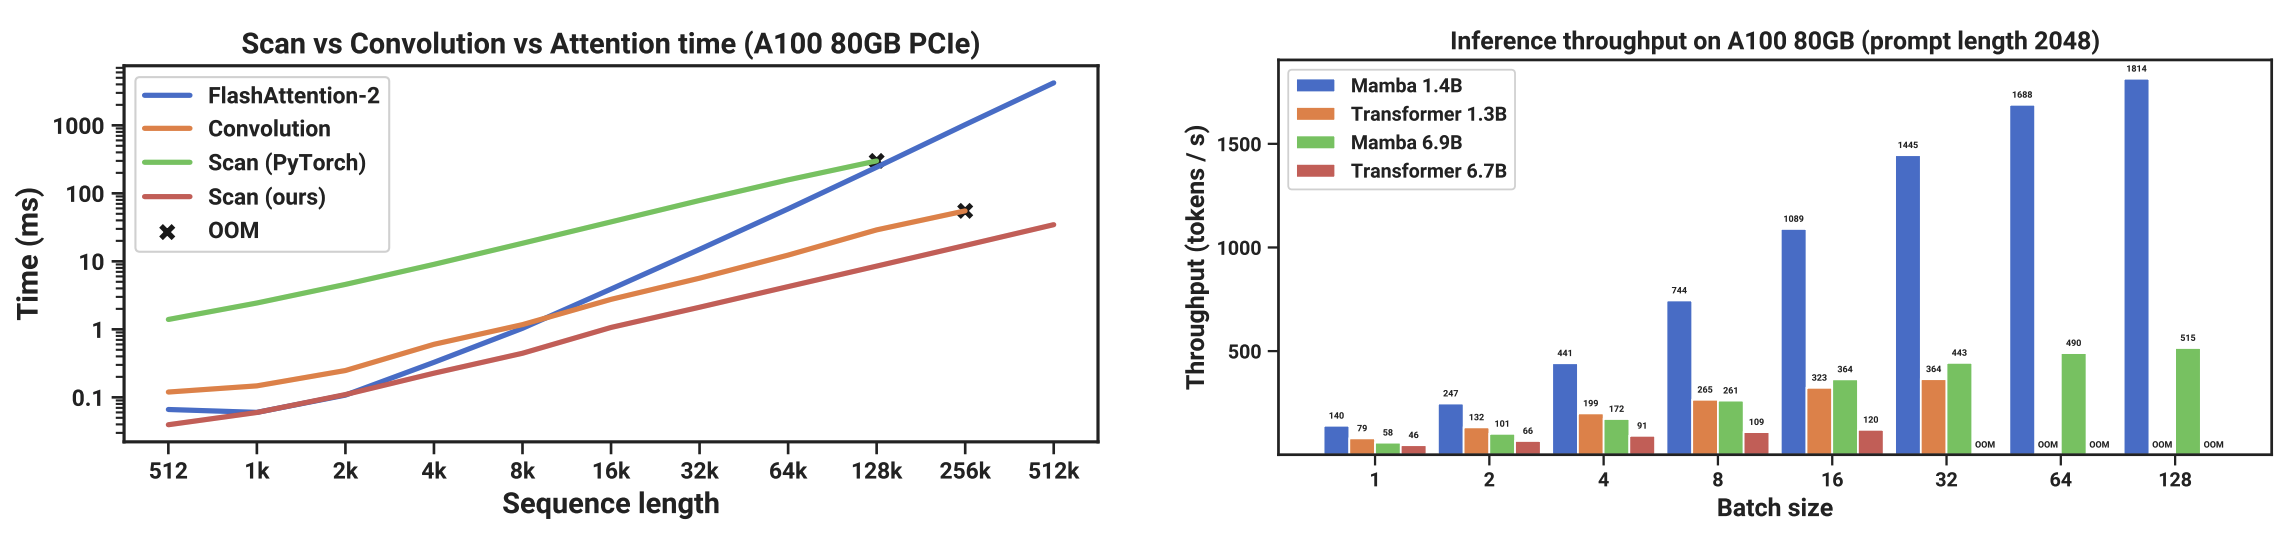 Scan vs Convolution vs Attention time (A100 80GB PCIe)
FlashAttention-2
Convolution
Scan (PyTorch)
Scan (ours)
OOM
Time (ms)
1000
100
10
1
0.1
512 1k 2k 4k 8k 16k 32k 64k 128k 256k 512k
Sequence length
Inference throughput on A100 80GB (prompt length 2048)
Mamba 1.4B
Transformer 1.3B
Mamba 6.9B
Transformer 6.7B
Throughput (tokens / s)
1500
1000
500
140 79 58 46
247 132 101 66
441 199 172 91
744 265 261 109
1089 323 364 120
1445 364 443 OOM
1688 OOM 490 OOM
1814 OOM 515 OOM
1 2 4 8 16 32 64 128
Batch size